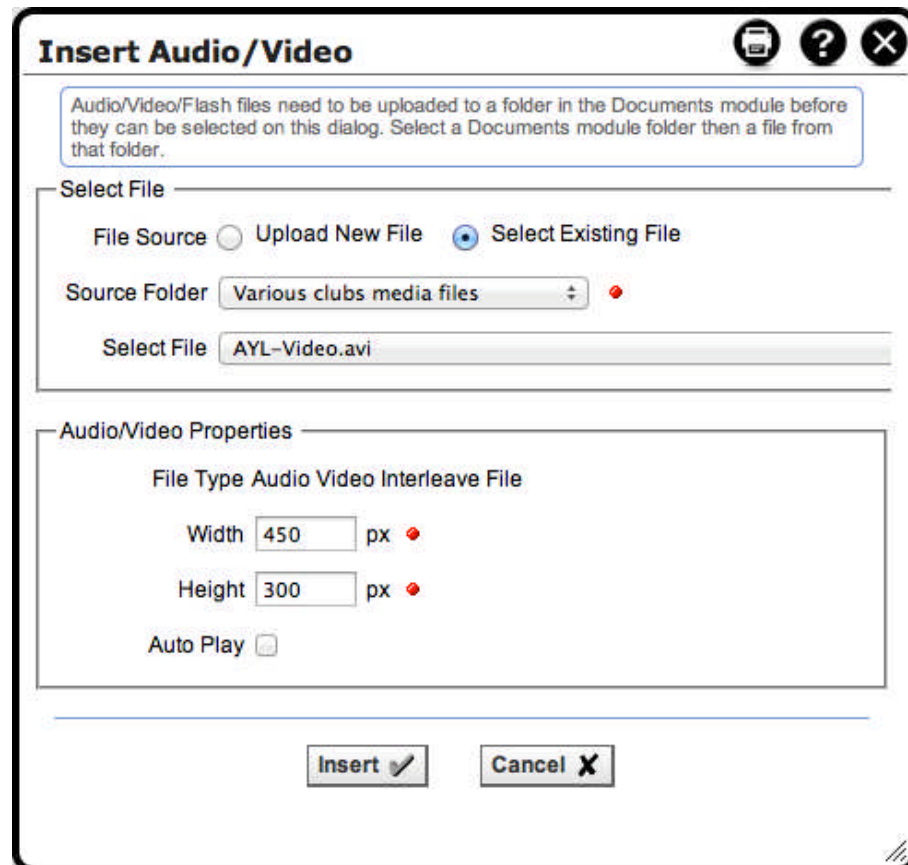 Insert Audio/Video
Audio/Video/Flash files need to be uploaded to a folder in the Documents module before
they can be selected on this dialog. Select a Documents module folder then a file from
that folder.
Select File
File Source Upload New File Select Existing File
Source Folder Various clubs media files
Select File AYL-Video.avi
Audio/Video Properties
File Type Audio Video Interleave File
Width 450 px
Height 300 px
Auto Play
Insert Cancel